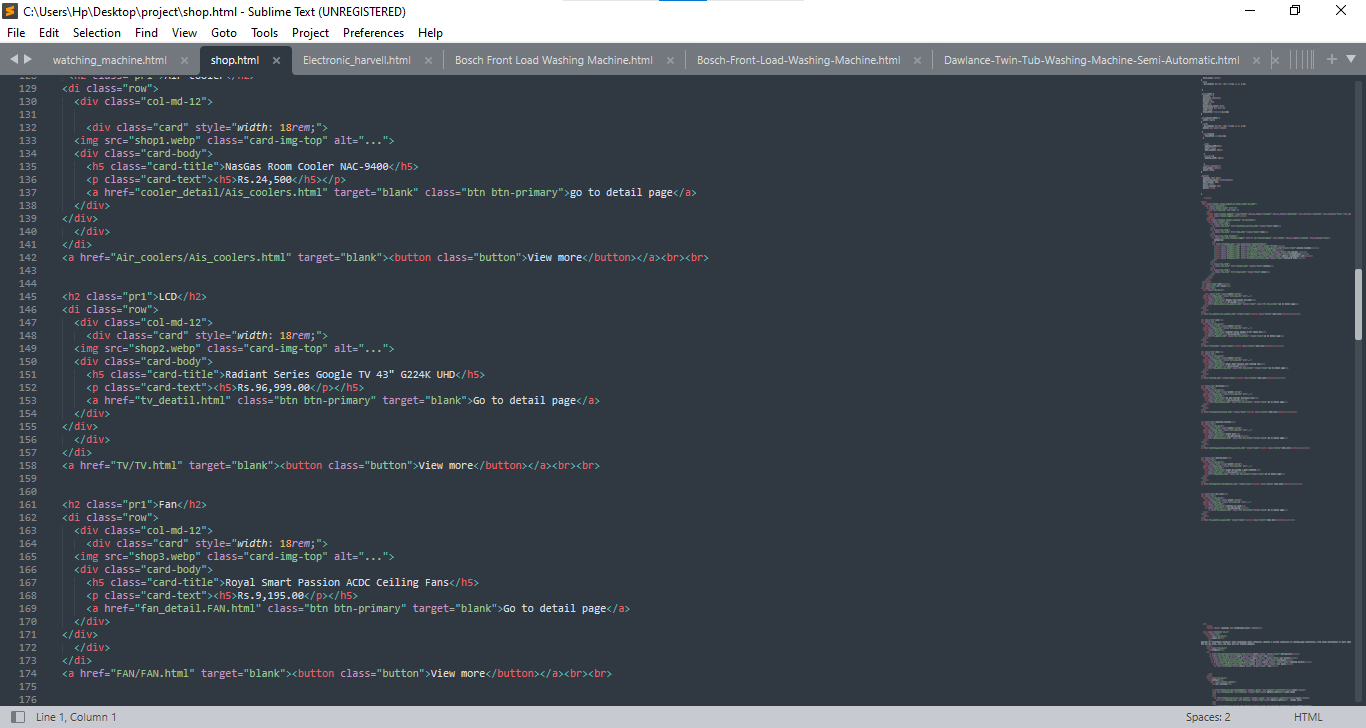 C:\Users\Hp\Desktop\project\shop.html - Sublime Text (UNREGISTERED)
File Edit Selection Find View Goto Tools Project Preferences Help
watching_machine.html shop.html Electronic_harvell.html Bosch Front Load Washing Machine.html Bosch-Front-Load-Washing-Machine.html Dawlance-Twin-Tub-Washing-Machine-Semi-Automatic.html
128 <h2 class="pr1">Air cooler</h2>
129 <di class="row">
130 <div class="col-md-12">
131
132 <div class="card" style="width: 18rem;">
133 <img src="shop1.webp" class="card-img-top" alt="...">
134 <div class="card-body">
135 <h5 class="card-title">NasGas Room Cooler NAC-9400</h5>
136 <p class="card-text"><h5>Rs.24,500</h5></p>
137 <a href="cooler_detail/Ais_coolers.html" target="blank" class="btn btn-primary">go to detail page</a>
138 </div>
139 </div>
140 </div>
141 </di>
142 <a href="Air_coolers/Ais_coolers.html" target="blank"><button class="button">View more</button></a><br><br>
143
144
145 <h2 class="pr1">LCD</h2>
146 <di class="row">
147 <div class="col-md-12">
148 <div class="card" style="width: 18rem;">
149 <img src="shop2.webp" class="card-img-top" alt="...">
150 <div class="card-body">
151 <h5 class="card-title">Radiant Series Google TV 43" G224K UHD</h5>
152 <p class="card-text"><h5>Rs.96,999.00</p></h5>
153 <a href="tv_deatil.html" class="btn btn-primary" target="blank">Go to detail page</a>
154 </div>
155 </div>
156 </div>
157 </di>
158 <a href="TV/TV.html" target="blank"><button class="button">View more</button></a><br><br>
159
160
161 <h2 class="pr1">Fan</h2>
162 <di class="row">
163 <div class="col-md-12">
164 <div class="card" style="width: 18rem;">
165 <img src="shop3.webp" class="card-img-top" alt="...">
166 <div class="card-body">
167 <h5 class="card-title">Royal Smart Passion ACDC Ceiling Fans</h5>
168 <p class="card-text"><h5>Rs.9,195.00</p></h5>
169 <a href="fan_detail.FAN.html" class="btn btn-primary" target="blank">Go to detail page</a>
170 </div>
171 </div>
172 </div>
173 </di>
174 <a href="FAN/FAN.html" target="blank"><button class="button">View more</button></a><br><br>
175
176
Line 1, Column 1 Spaces: 2 HTML